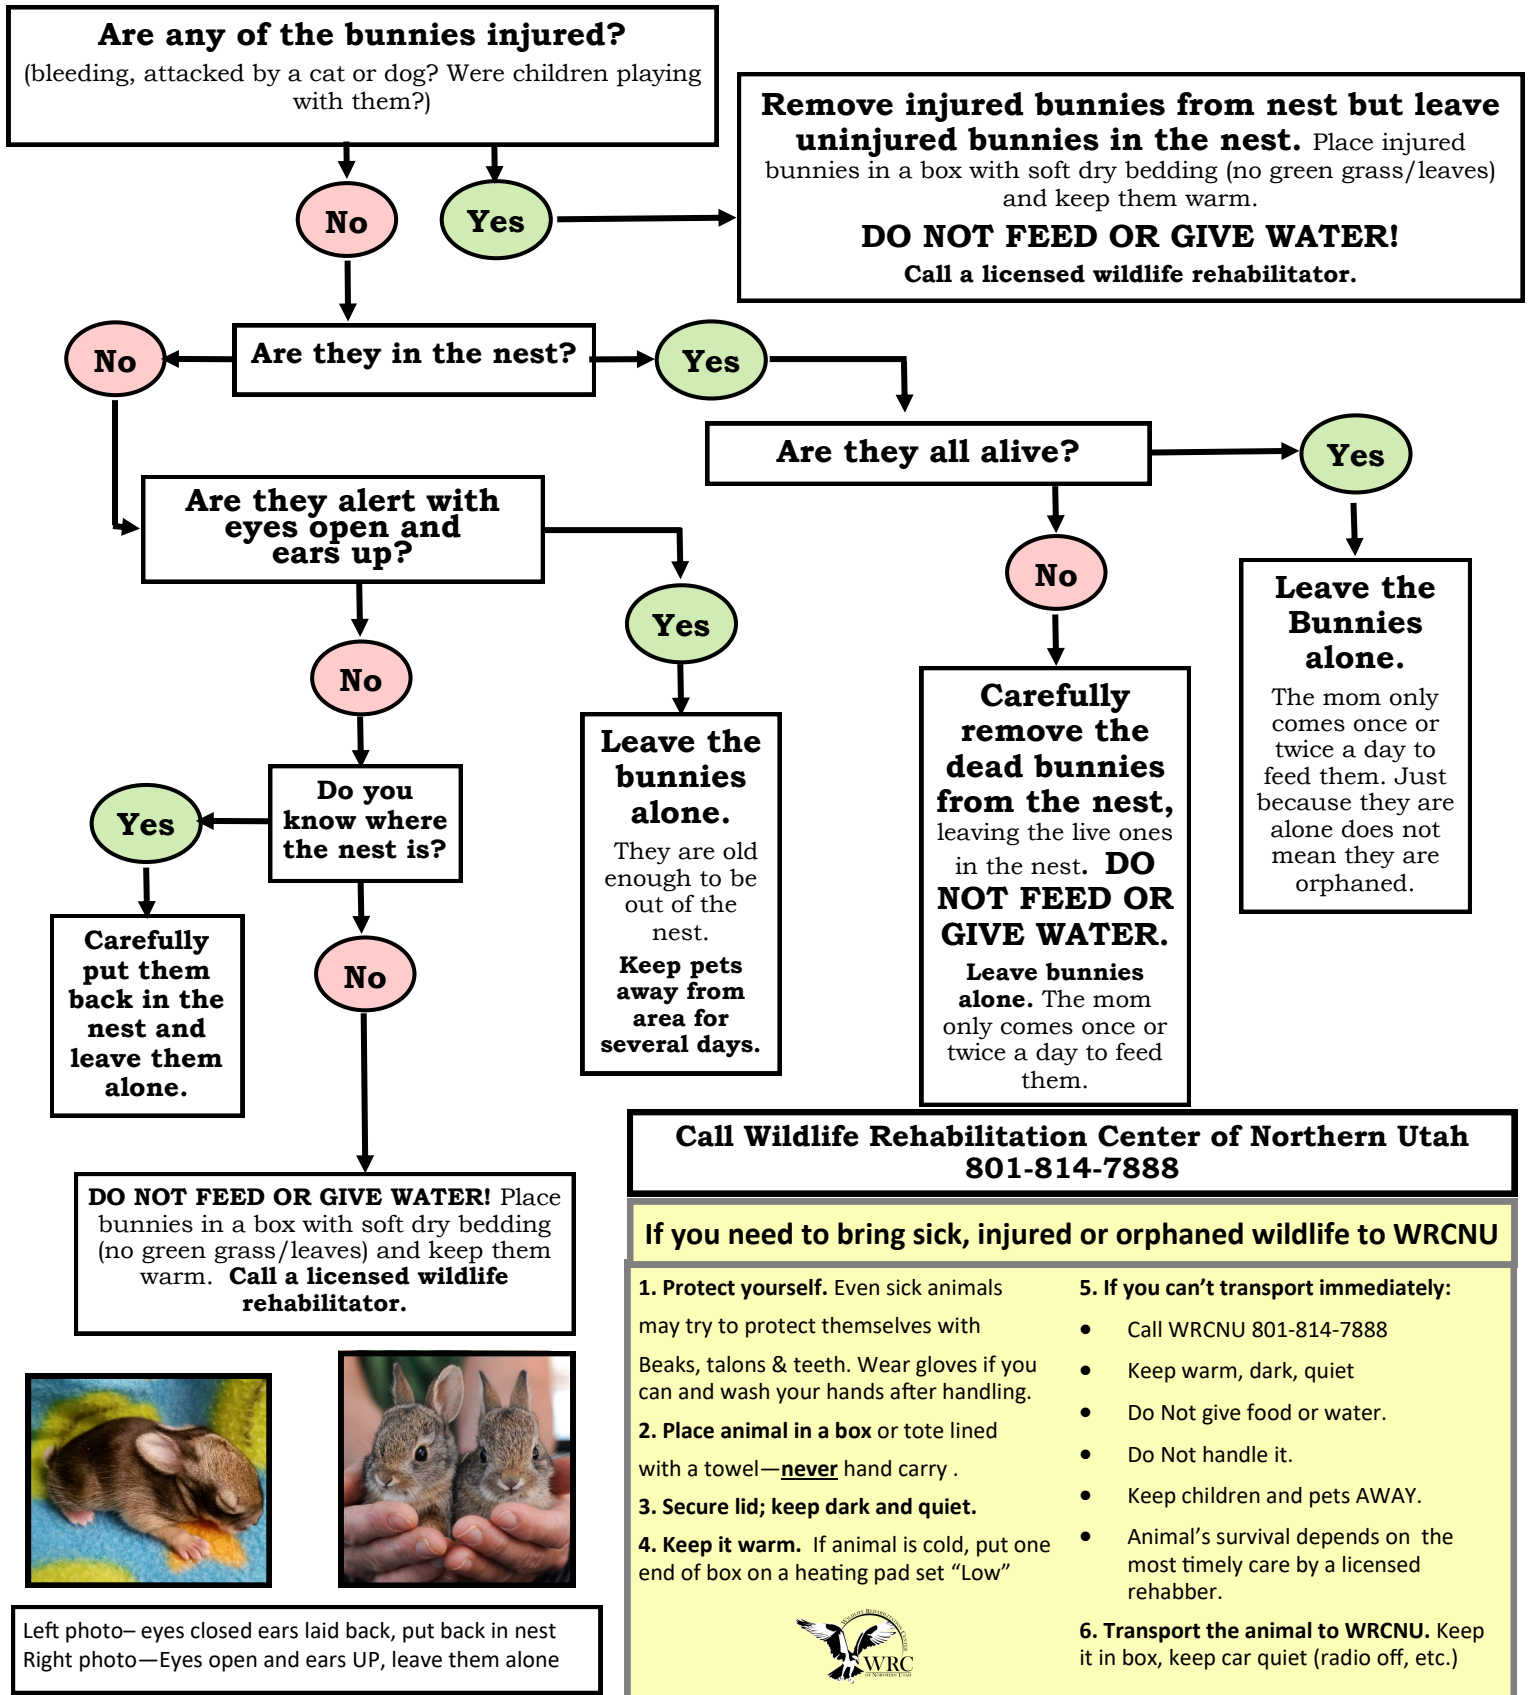 Are any of the bunnies injured?
(bleeding, attacked by a cat or dog? Were children playing
with them?)
Remove injured bunnies from nest but leave
uninjured bunnies in the nest. Place injured
bunnies in a box with soft dry bedding (no green grass/leaves)
and keep them warm.
DO NOT FEED OR GIVE WATER!
Call a licensed wildlife rehabilitator.
No
Yes
Are they in the nest?
No
Yes
Are they all alive?
Yes
No
Are they alert with
eyes open and
ears up?
Yes
No
Leave the
Bunnies
alone.
The mom only
comes once or
twice a day to
feed them. Just
because they are
alone does not
mean they are
orphaned.
Carefully
remove the
dead bunnies
from the nest,
leaving the live ones
in the nest. DO
NOT FEED OR
GIVE WATER.
Leave bunnies
alone. The mom
only comes once or
twice a day to feed
them.
Leave the
bunnies
alone.
They are old
enough to be
out of the
nest.
Keep pets
away from
area for
several days.
Do you
know where
the nest is?
Yes
No
Carefully
put them
back in the
nest and
leave them
alone.
DO NOT FEED OR GIVE WATER! Place
bunnies in a box with soft dry bedding
(no green grass/leaves) and keep them
warm. Call a licensed wildlife
rehabilitator.
Left photo– eyes closed ears laid back, put back in nest
Right photo—Eyes open and ears UP, leave them alone
Call Wildlife Rehabilitation Center of Northern Utah
801-814-7888
If you need to bring sick, injured or orphaned wildlife to WRCNU
1. Protect yourself. Even sick animals
may try to protect themselves with
Beaks, talons & teeth. Wear gloves if you
can and wash your hands after handling.
2. Place animal in a box or tote lined
with a towel—never hand carry .
3. Secure lid; keep dark and quiet.
4. Keep it warm. If animal is cold, put one
end of box on a heating pad set “Low”
WILDLIFE REHABILITATION CENTER
WRC
OF NORTHERN UTAH
5. If you can’t transport immediately:
• Call WRCNU 801-814-7888
• Keep warm, dark, quiet
• Do Not give food or water.
• Do Not handle it.
• Keep children and pets AWAY.
• Animal’s survival depends on the
most timely care by a licensed
rehabber.
6. Transport the animal to WRCNU. Keep
it in box, keep car quiet (radio off, etc.)